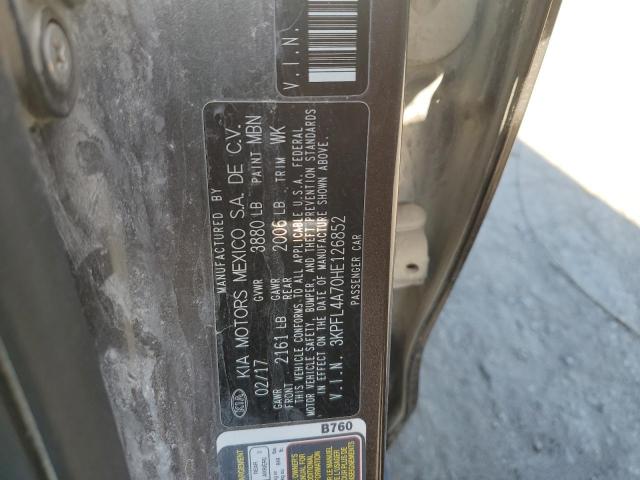 V.I.N.
MANUFACTURED BY
KIA KIA MOTORS MEXICO S.A. DE C.V.
02/17 GVWR 3880 LB PAINT MBN
GAWR FRONT 2161 LB GAWR REAR 2006 LB TRIM WK
THIS VEHICLE CONFORMS TO ALL APPLICABLE U.S.A. FEDERAL
MOTOR VEHICLE SAFETY, BUMPER, AND THEFT PREVENTION STANDARDS
IN EFFECT ON THE DATE OF MANUFACTURE SHOWN ABOVE.
V.I.N. 3KPFL4A70HE126852
PASSENGER CAR
B760
REAR